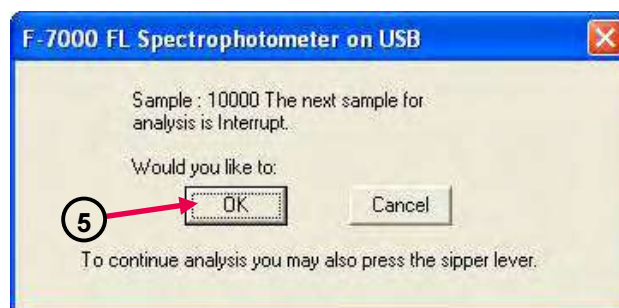 F-7000 FL Spectrophotometer on USB
Sample : 10000 The next sample for
analysis is Interrupt.
Would you like to:
5
OK
Cancel
To continue analysis you may also press the sipper lever.